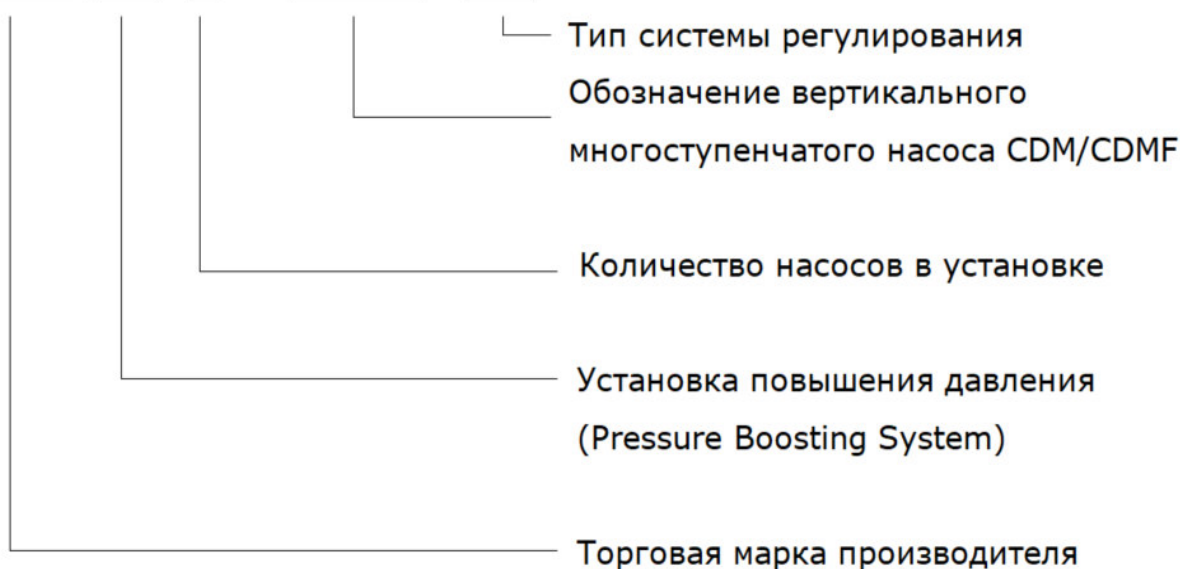 Тип системы регулирования
Обозначение вертикального
многоступенчатого насоса CDM/CDMF
Количество насосов в установке
Установка повышения давления
(Pressure Boosting System)
Торговая марка производителя